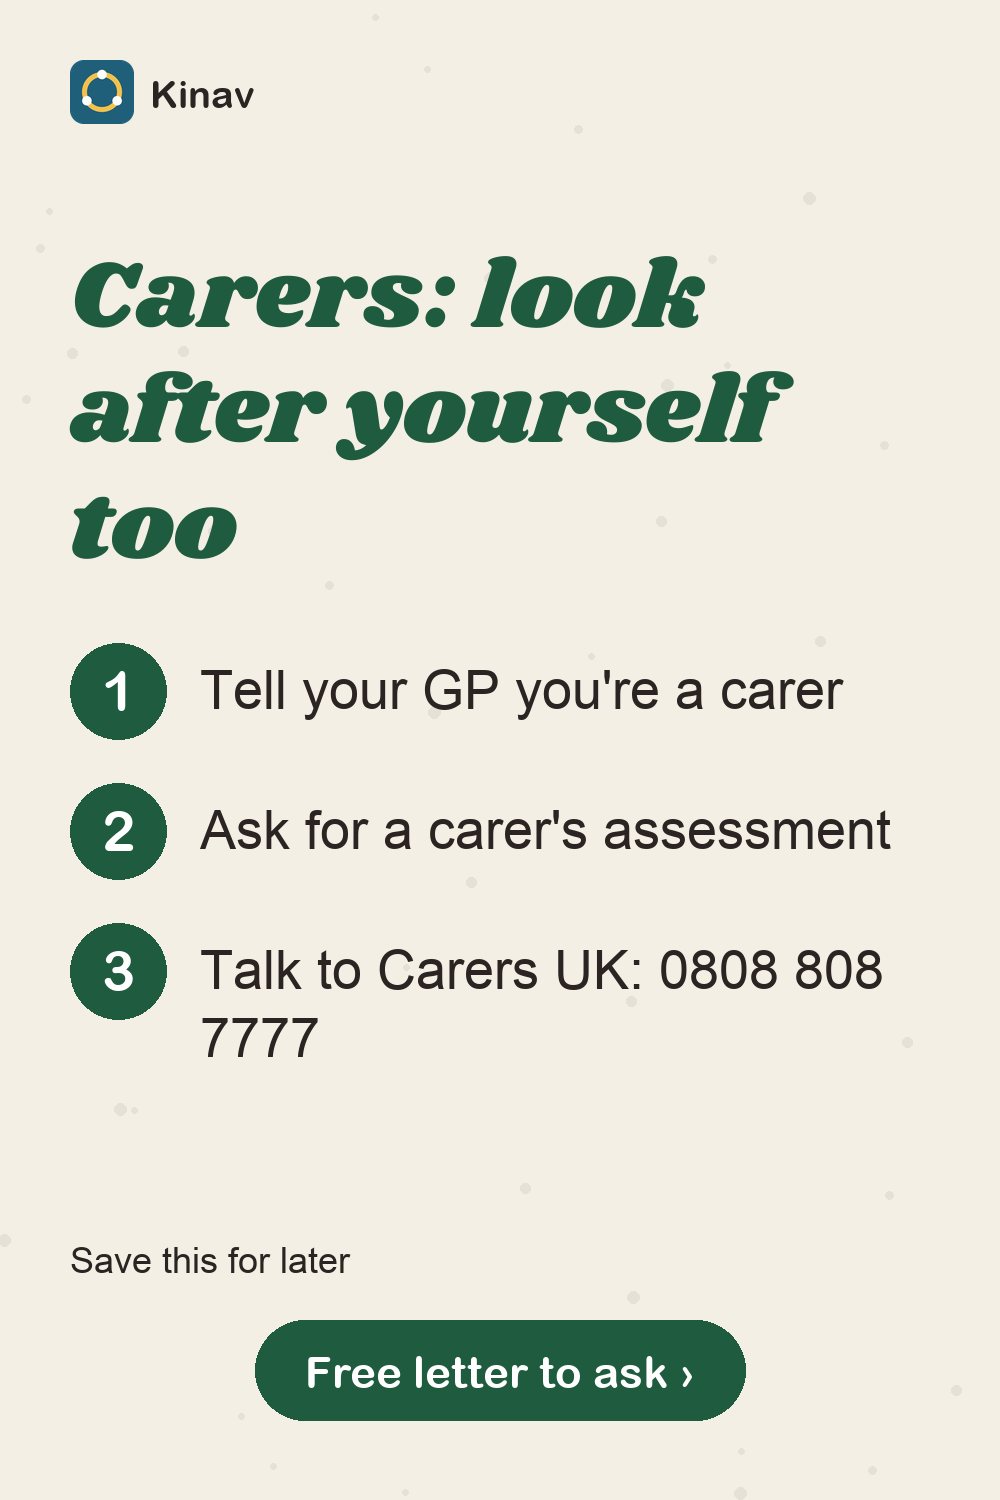 Kinav
Carers: look
after yourself
too
1 Tell your GP you're a carer
2 Ask for a carer's assessment
3 Talk to Carers UK: 0808 808
7777
Save this for later
Free letter to ask ›